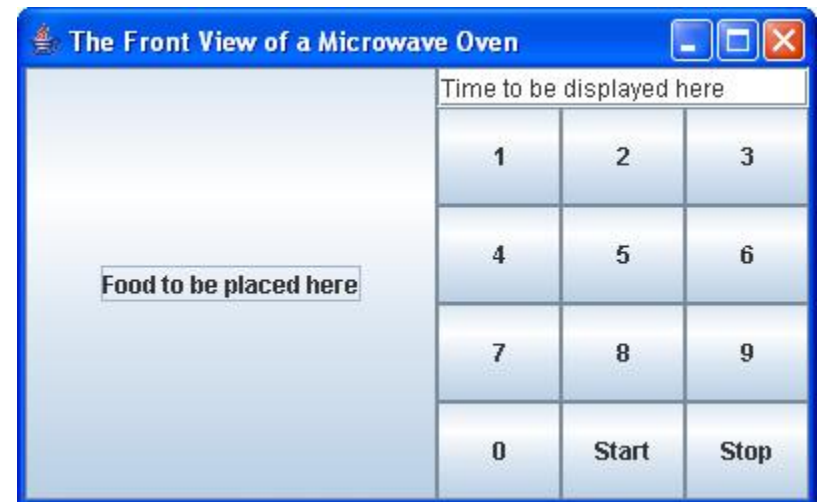 The Front View of a Microwave Oven
Time to be displayed here
1 2 3
4 5 6
Food to be placed here
7 8 9
0 Start Stop